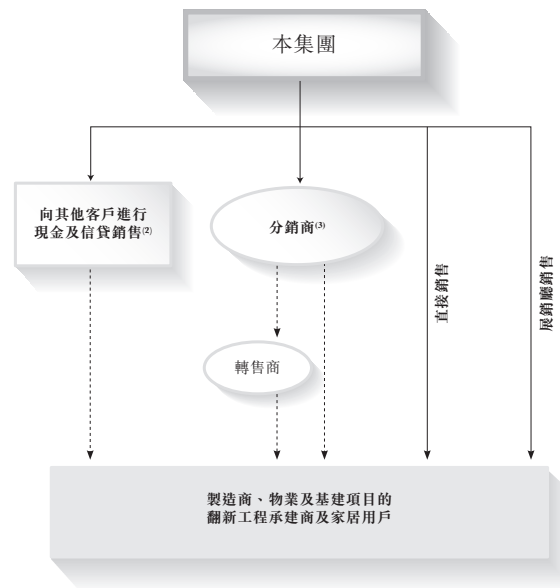 本集團
向其他客戶進行
現金及信貸銷售(2)
分銷商(3)
直接銷售
展銷廳銷售
轉售商
製造商、物業及基建項目的
翻新工程承建商及家居用戶